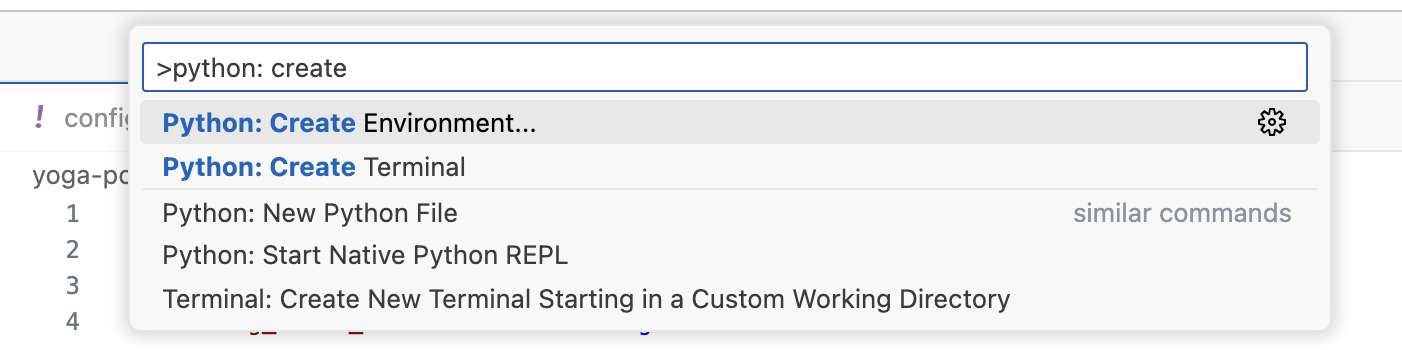 >python: create
Python: Create Environment...
! config
Python: Create Terminal
yoga-po
Python: New Python File similar commands
1
2
Python: Start Native Python REPL
3
Terminal: Create New Terminal Starting in a Custom Working Directory
4